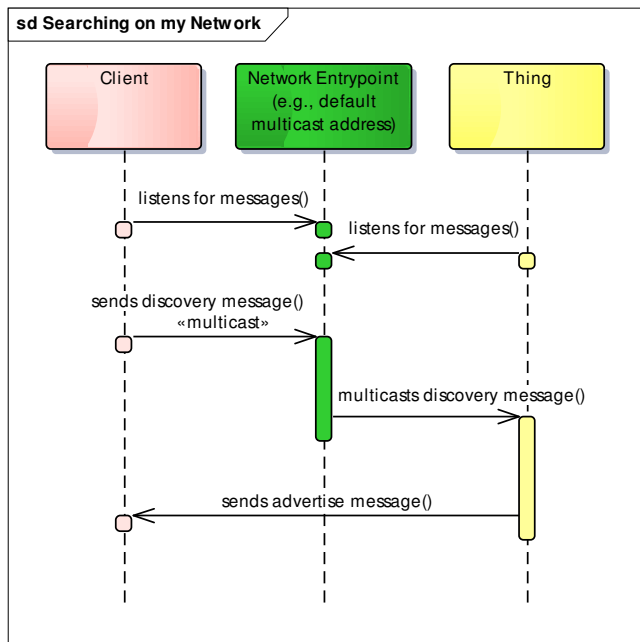 sd Searching on my Network
Client
Network Entrypoint
(e.g., default
multicast address)
Thing
listens for messages()
listens for messages()
sends discovery message()
«multicast»
multicasts discovery message()
sends advertise message()